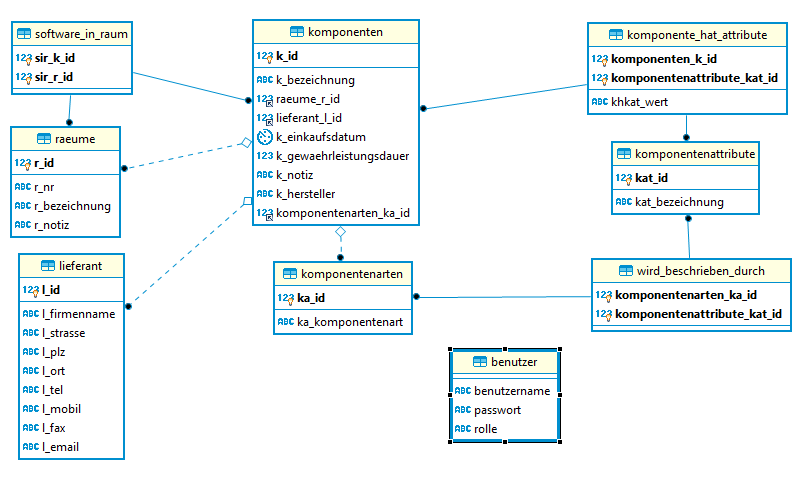 software_in_raum
123 sir_k_id
123 sir_r_id
raeume
123 r_id
ABC r_nr
ABC r_bezeichnung
ABC r_notiz
lieferant
123 l_id
ABC l_firmenname
ABC l_strasse
ABC l_plz
ABC l_ort
ABC l_tel
ABC l_mobil
ABC l_fax
ABC l_email
komponenten
123 k_id
ABC k_bezeichnung
123 raeume_r_id
123 lieferant_l_id
k_einkaufsdatum
123 k_gewaehrleistungsdauer
ABC k_notiz
ABC k_hersteller
123 komponentenarten_ka_id
komponentenarten
123 ka_id
ABC ka_komponentenart
komponente_hat_attribute
123 komponenten_k_id
123 komponentenattribute_kat_id
ABC khkat_wert
komponentenattribute
123 kat_id
ABC kat_bezeichnung
wird_beschrieben_durch
123 komponentenarten_ka_id
123 komponentenattribute_kat_id
benutzer
ABC benutzername
ABC passwort
ABC rolle